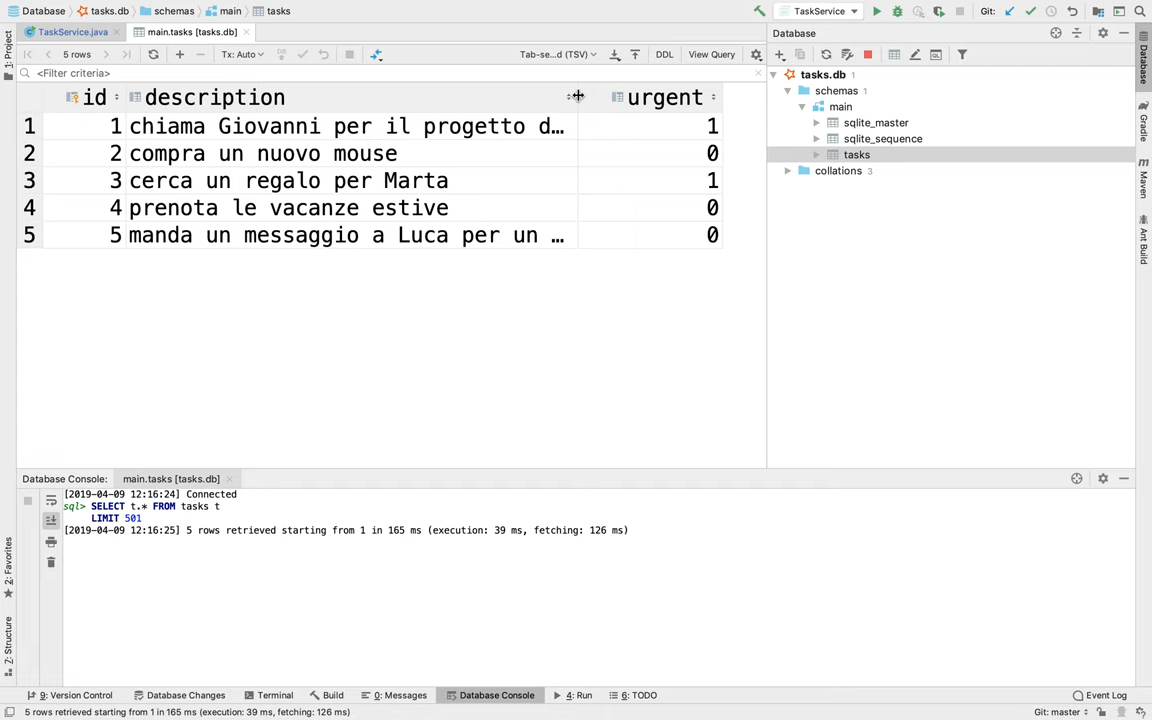 Database tasks.db schemas main tasks
TaskService
Git:
TaskService.java
main.tasks [tasks.db]
5 rows
Tx: Auto
Tab-se...d (TSV)
DDL
View Query
<Filter criteria>
id description urgent
1 1 chiama Giovanni per il progetto d… 1
2 2 compra un nuovo mouse 0
3 3 cerca un regalo per Marta 1
4 4 prenota le vacanze estive 0
5 5 manda un messaggio a Luca per un … 0
Database
tasks.db 1
schemas 1
main
sqlite_master
sqlite_sequence
tasks
collations 3
1: Project
2: Favorites
Z: Structure
Database
Gradle
m Maven
Ant Build
Database Console: main.tasks [tasks.db]
[2019-04-09 12:16:24] Connected
sql> SELECT t.* FROM tasks t
LIMIT 501
[2019-04-09 12:16:25] 5 rows retrieved starting from 1 in 165 ms (execution: 39 ms, fetching: 126 ms)
9: Version Control Database Changes Terminal Build 0: Messages Database Console 4: Run 6: TODO Event Log
5 rows retrieved starting from 1 in 165 ms (execution: 39 ms, fetching: 126 ms) Git: master